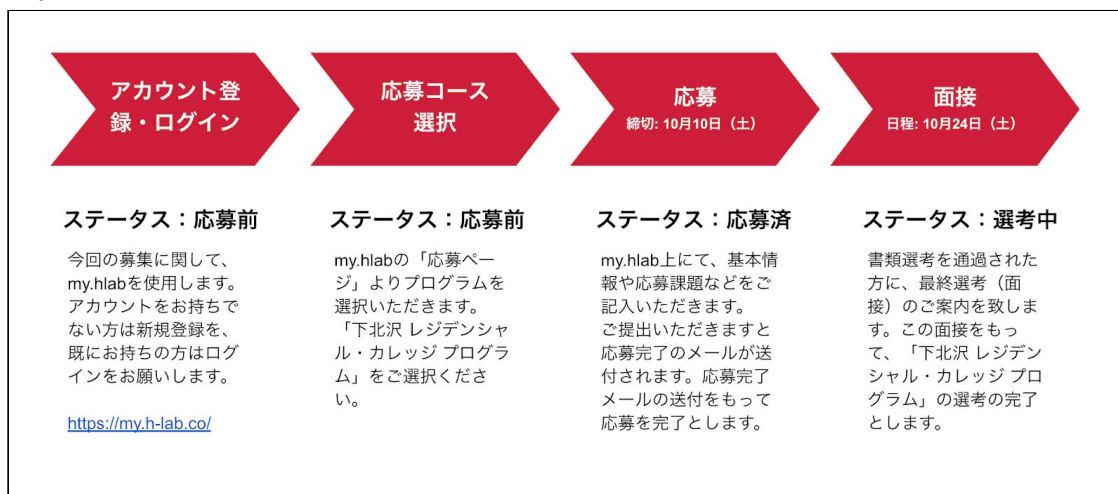 アカウント登
録・ログイン
応募コース
選択
応募
締切: 10月10日（土）
面接
日程: 10月24日（土）
ステータス：応募前
今回の募集に関して、
my.hlabを使用します。
アカウントをお持ちで
ない方は新規登録を、
既にお持ちの方はログ
インをお願いします。
https://my.h-lab.co/
ステータス：応募前
my.hlabの「応募ペー
ジ」よりプログラムを
選択いただきます。
「下北沢 レジデンシャ
ル・カレッジ プログラ
ム」をご選択くださ
い。
ステータス：応募済
my.hlab上にて、基本情
報や応募課題などをご
記入いただきます。
ご提出いただきますと
応募完了のメールが送
付されます。応募完了
メールの送付をもって
応募を完了とします。
ステータス：選考中
書類選考を通過された
方に、最終選考（面
接）のご案内を致しま
す。この面接をもっ
て、「下北沢 レジデン
シャル・カレッジ プロ
グラム」の選考の完了
とします。